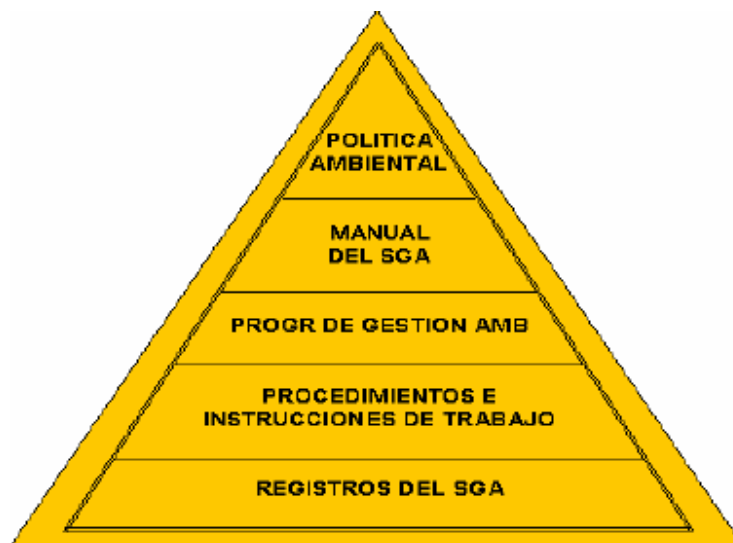 POLITICA
AMBIENTAL
MANUAL
DEL SGA
PROGR DE GESTION AMB
PROCEDIMIENTOS E
INSTRUCCIONES DE TRABAJO
REGISTROS DEL SGA